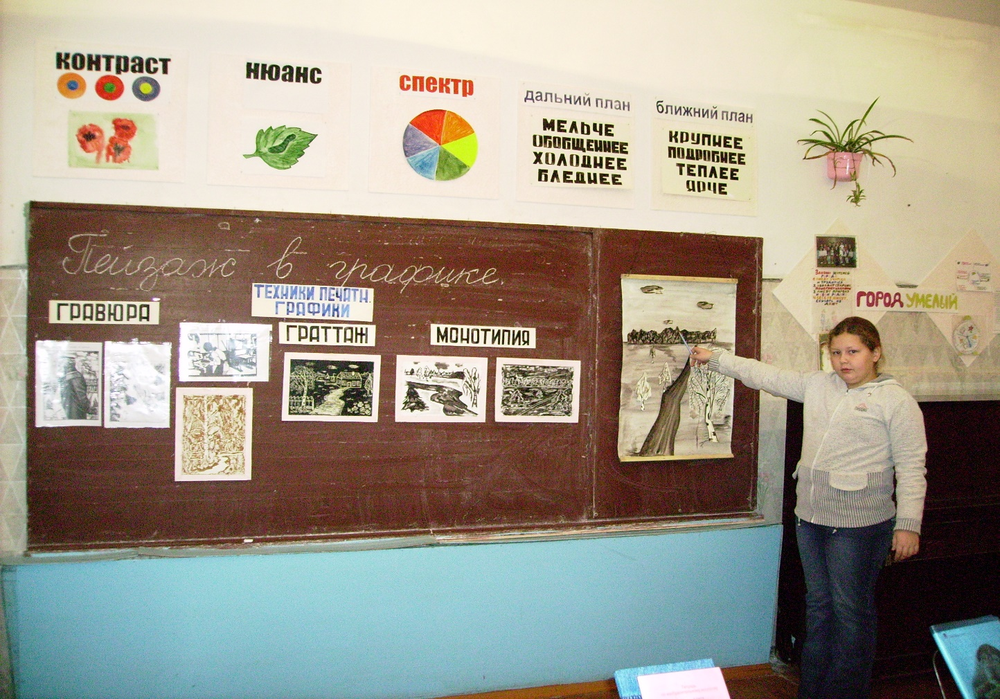 контраст
нюанс
спектр
дальний план
МЕЛЬЧЕ
ОБОБЩЕННЕЕ
ХОЛОДНЕЕ
БЛЕДНЕЕ
ближний план
КРУПНЕЕ
ПОДРОБНЕЕ
ТЕПЛЕЕ
ЯРЧЕ
Пейзаж в графике.
ТЕХНИКИ ПЕЧАТН.
ГРАФИКИ
ГРАВЮРА
ГРАТТАЖ
МОНОТИПИЯ
ГОРОД УМЕЛЫЙ